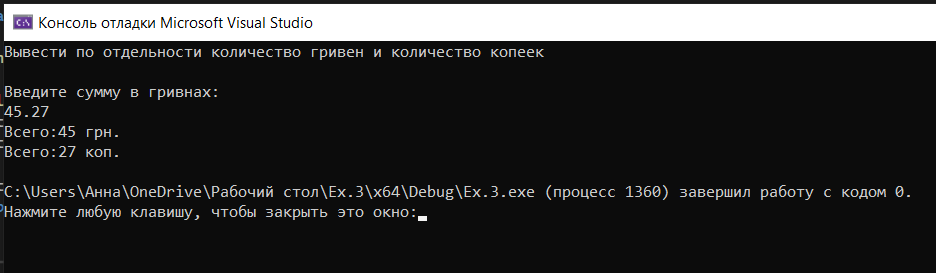 Консоль отладки Microsoft Visual Studio
Вывести по отдельности количество гривен и количество копеек
Введите сумму в гривнах:
45.27
Всего:45 грн.
Всего:27 коп.
C:\Users\Анна\OneDrive\Рабочий стол\Ex.3\x64\Debug\Ex.3.exe (процесс 1360) завершил работу с кодом 0.
Нажмите любую клавишу, чтобы закрыть это окно: